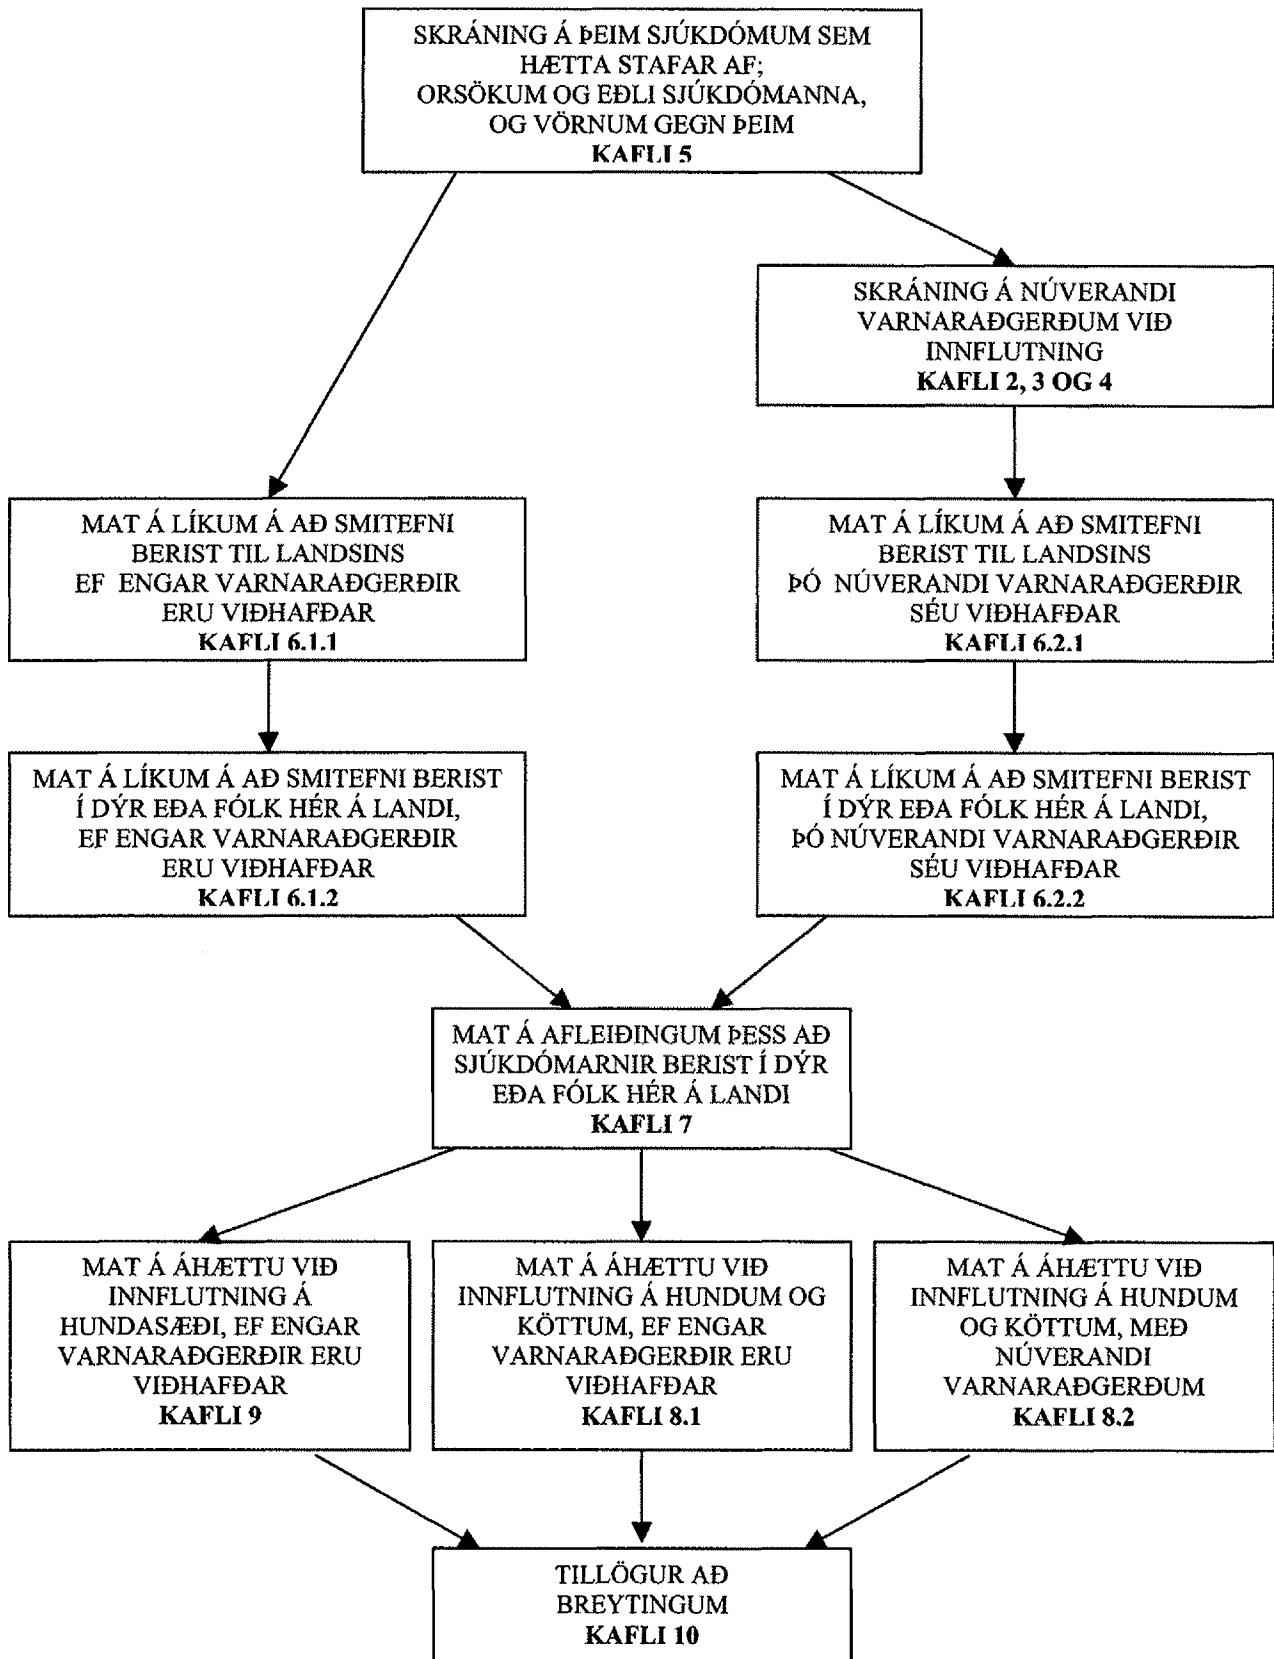 SKRÁNING Á ÞEIM SJÚKDÓMUM SEM
HÆTTA STAFAR AF;
ORSÖKUM OG EÐLI SJÚKDÓMANNA,
OG VÖRNUM GEGN ÞEIM
KAFLI 5
SKRÁNING Á NÚVERANDI
VARNARAÐGERÐUM VIÐ
INNFLUTNING
KAFLI 2, 3 OG 4
MAT Á LÍKUM Á AÐ SMITEFNI
BERIST TIL LANDSINS
EF ENGAR VARNARAÐGERÐIR
ERU VIÐHAFÐAR
KAFLI 6.1.1
MAT Á LÍKUM Á AÐ SMITEFNI
BERIST TIL LANDSINS
ÞÓ NÚVERANDI VARNARAÐGERÐIR
SÉU VIÐHAFÐAR
KAFLI 6.2.1
MAT Á LÍKUM Á AÐ SMITEFNI BERIST
Í DÝR EÐA FÓLK HÉR Á LANDI,
EF ENGAR VARNARAÐGERÐIR
ERU VIÐHAFÐAR
KAFLI 6.1.2
MAT Á LÍKUM Á AÐ SMITEFNI BERIST
Í DÝR EÐA FÓLK HÉR Á LANDI,
ÞÓ NÚVERANDI VARNARAÐGERÐIR
SÉU VIÐHAFÐAR
KAFLI 6.2.2
MAT Á AFLEIÐINGUM ÞESS AÐ
SJÚKDÓMARNIR BERIST Í DÝR
EÐA FÓLK HÉR Á LANDI
KAFLI 7
MAT Á ÁHÆTTU VIÐ
INNFLUTNING Á
HUNDASÆÐI, EF ENGAR
VARNARAÐGERÐIR ERU
VIÐHAFÐAR
KAFLI 9
MAT Á ÁHÆTTU VIÐ
INNFLUTNING Á HUNDUM OG
KÖTTUM, EF ENGAR
VARNARAÐGERÐIR ERU
VIÐHAFÐAR
KAFLI 8.1
MAT Á ÁHÆTTU VIÐ
INNFLUTNING Á HUNDUM
OG KÖTTUM, MEÐ
NÚVERANDI
VARNARAÐGERÐUM
KAFLI 8.2
TILLÖGUR AÐ
BREYTINGUM
KAFLI 10